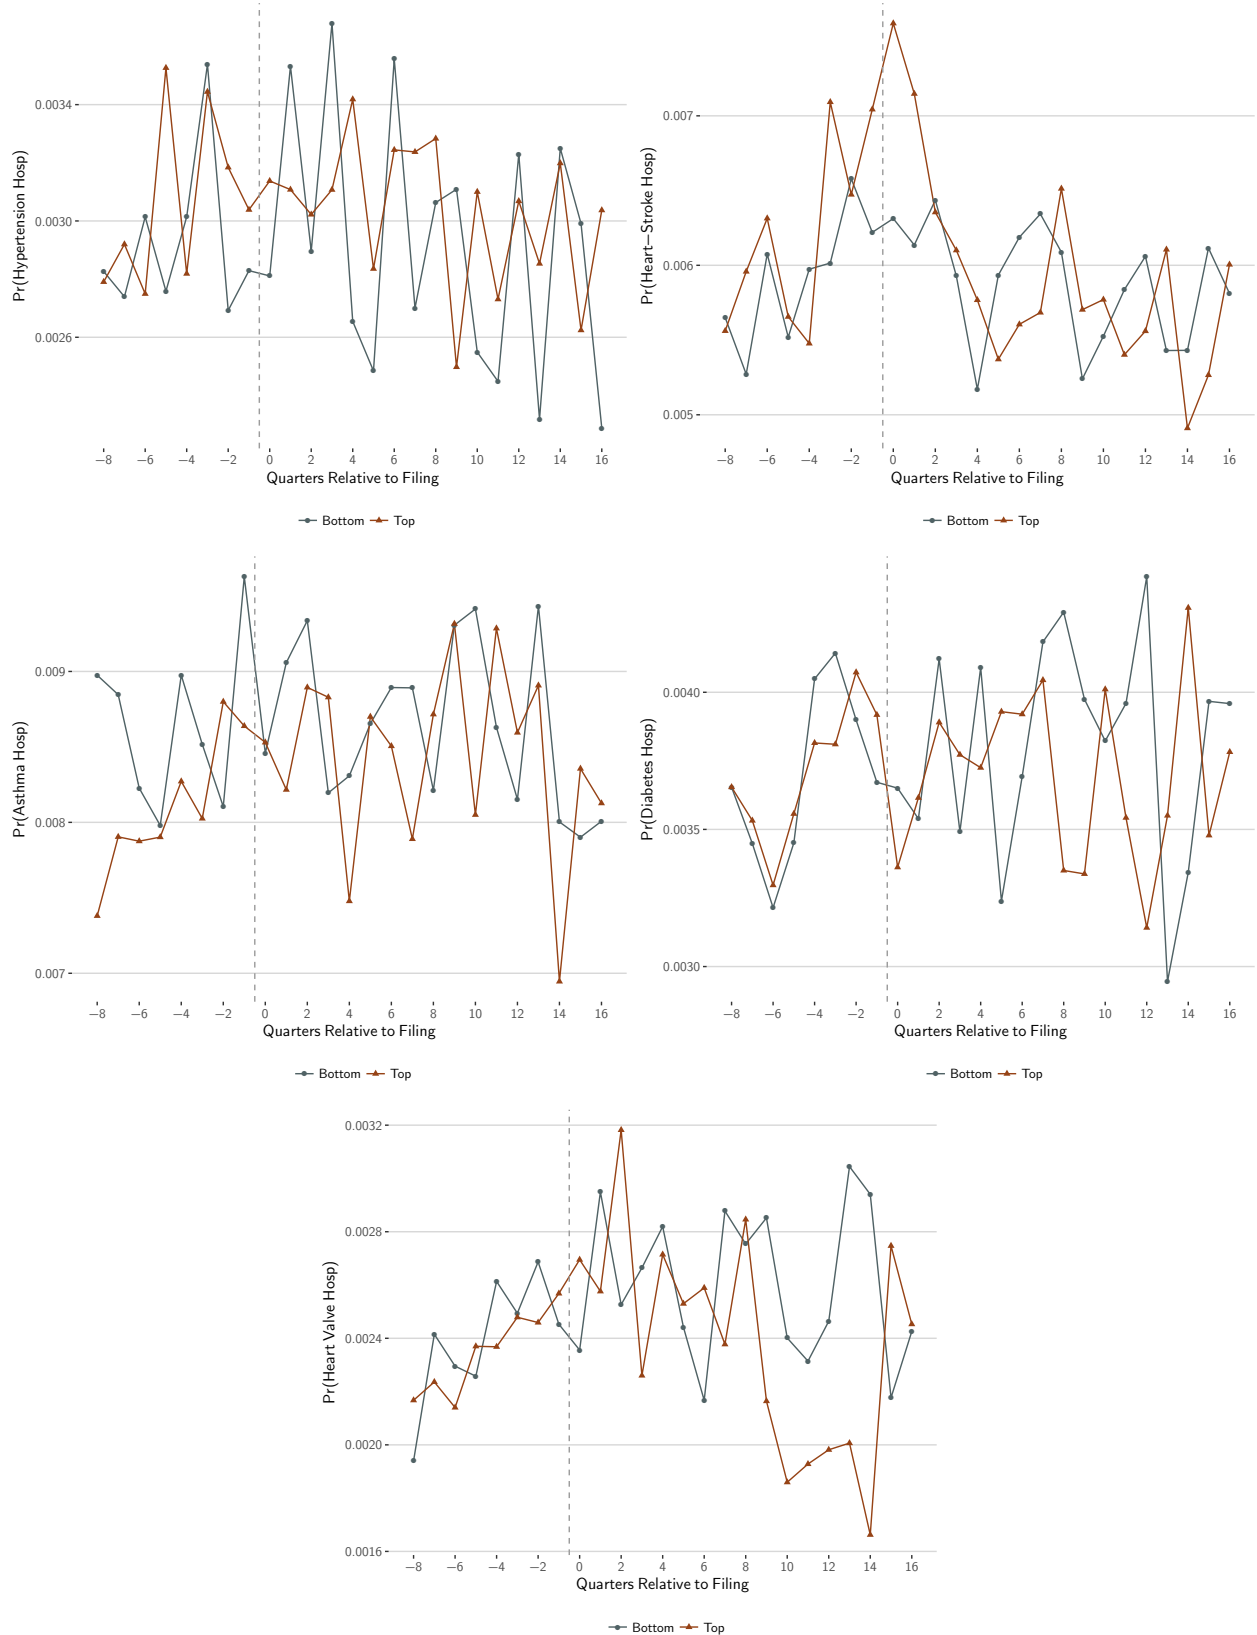 Pr(Hypertension Hosp)
0.0034
0.0030
0.0026
−8 −6 −4 −2 0 2 4 6 8 10 12 14 16
Quarters Relative to Filing
Bottom Top
Pr(Heart−Stroke Hosp)
0.007
0.006
0.005
−8 −6 −4 −2 0 2 4 6 8 10 12 14 16
Quarters Relative to Filing
Bottom Top
Pr(Asthma Hosp)
0.009
0.008
0.007
−8 −6 −4 −2 0 2 4 6 8 10 12 14 16
Quarters Relative to Filing
Bottom Top
Pr(Diabetes Hosp)
0.0040
0.0035
0.0030
−8 −6 −4 −2 0 2 4 6 8 10 12 14 16
Quarters Relative to Filing
Bottom Top
Pr(Heart Valve Hosp)
0.0032
0.0028
0.0024
0.0020
0.0016
−8 −6 −4 −2 0 2 4 6 8 10 12 14 16
Quarters Relative to Filing
Bottom Top